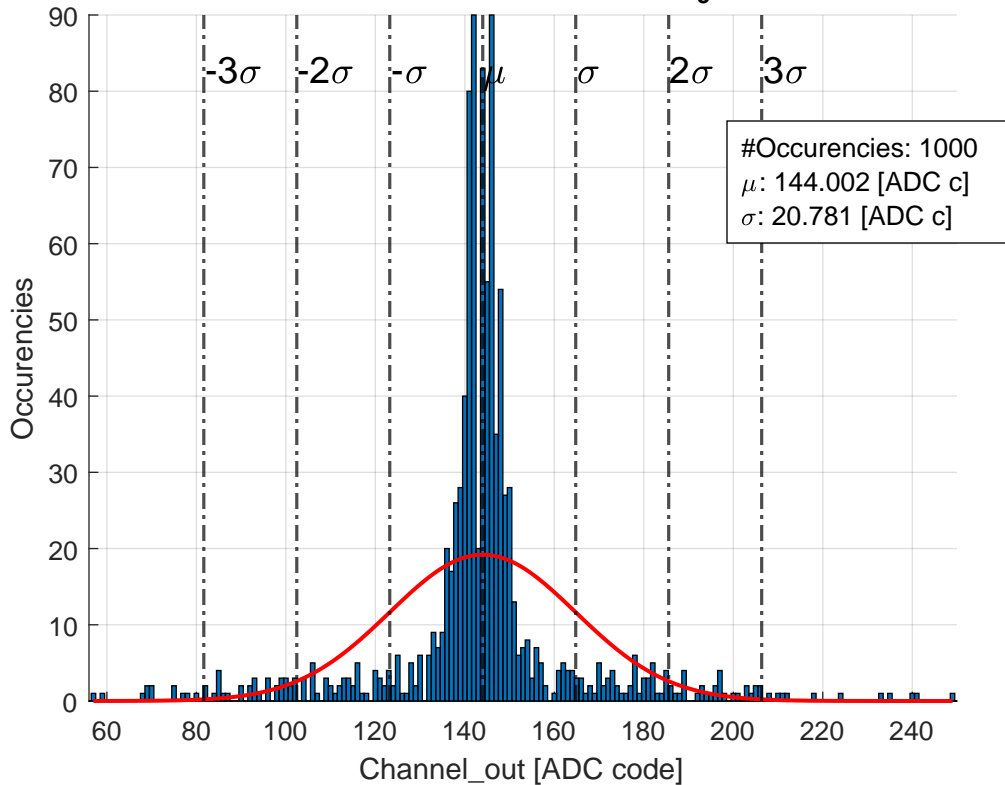 -3σ -2σ -σ μ σ 2σ 3σ
#Occurencies: 1000
μ: 144.002 [ADC c]
σ: 20.781 [ADC c]
90
80
70
60
50
40
30
20
10
0
Occurencies
60 80 100 120 140 160 180 200 220 240
Channel_out [ADC code]